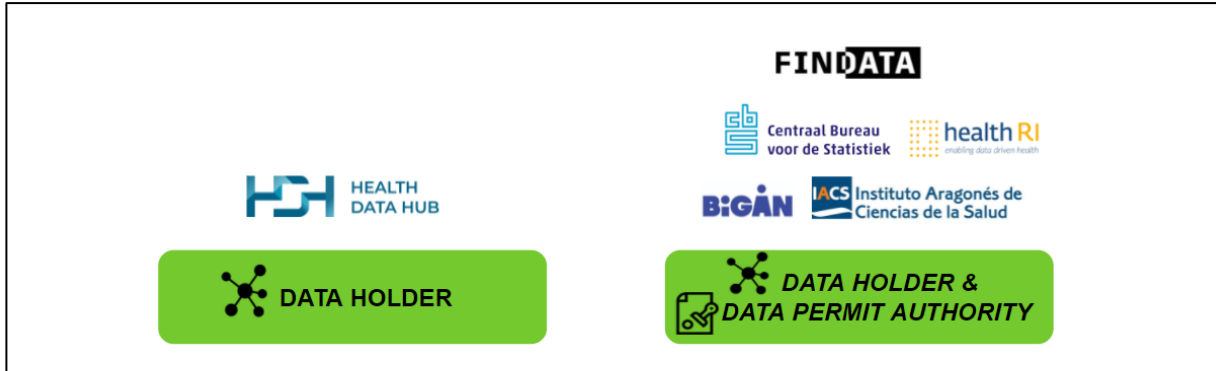 HEALTH
DATA HUB
DATA HOLDER
FINDATA
Centraal Bureau
voor de Statistiek
health RI
enabling data driven health
BIGÅN
IACS Instituto Aragonés de
Ciencias de la Salud
DATA HOLDER &
DATA PERMIT AUTHORITY